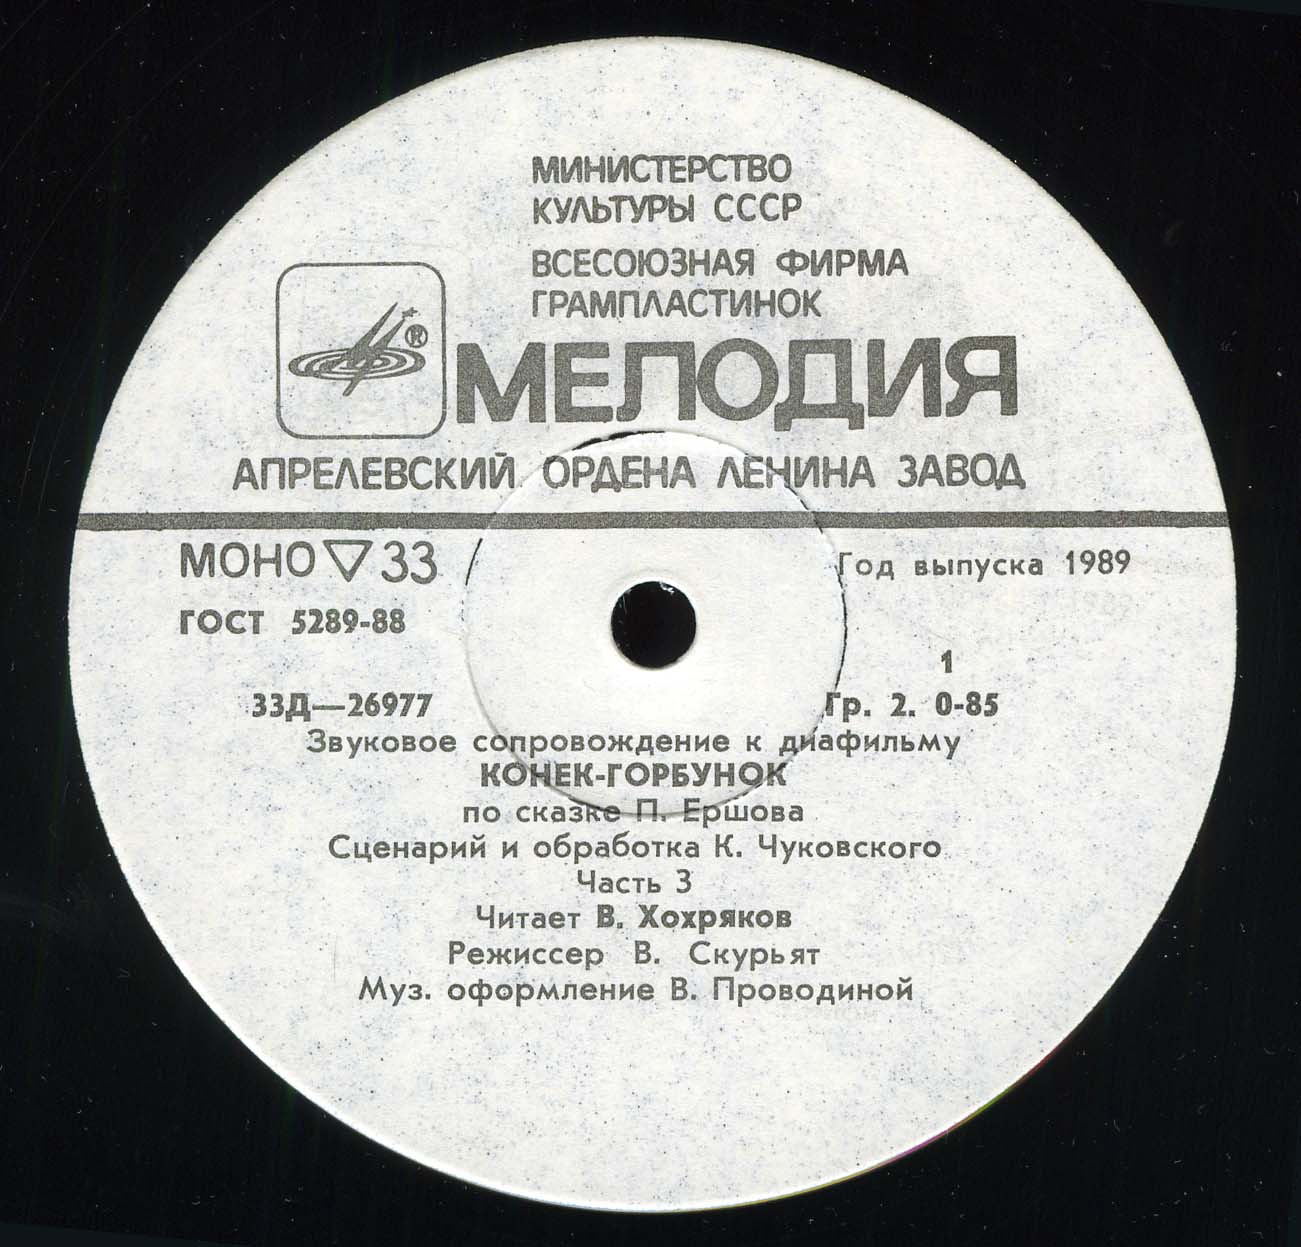 МИНИСТЕРСТВО
КУЛЬТУРЫ СССР
ВСЕСОЮЗНАЯ ФИРМА
ГРАМПЛАСТИНОК
®
МЕЛОДИЯ
АПРЕЛЕВСКИЙ ОРДЕНА ЛЕНИНА ЗАВОД
МОНО ▽ 33
Год выпуска 1989
ГОСТ 5289-88
1
33Д—26977
Гр. 2. 0-85
Звуковое сопровождение к диафильму
КОНЕК-ГОРБУНОК
по сказке П. Ершова
Сценарий и обработка К. Чуковского
Часть 3
Читает В. Хохряков
Режиссер В. Скурьят
Муз. оформление В. Проводиной